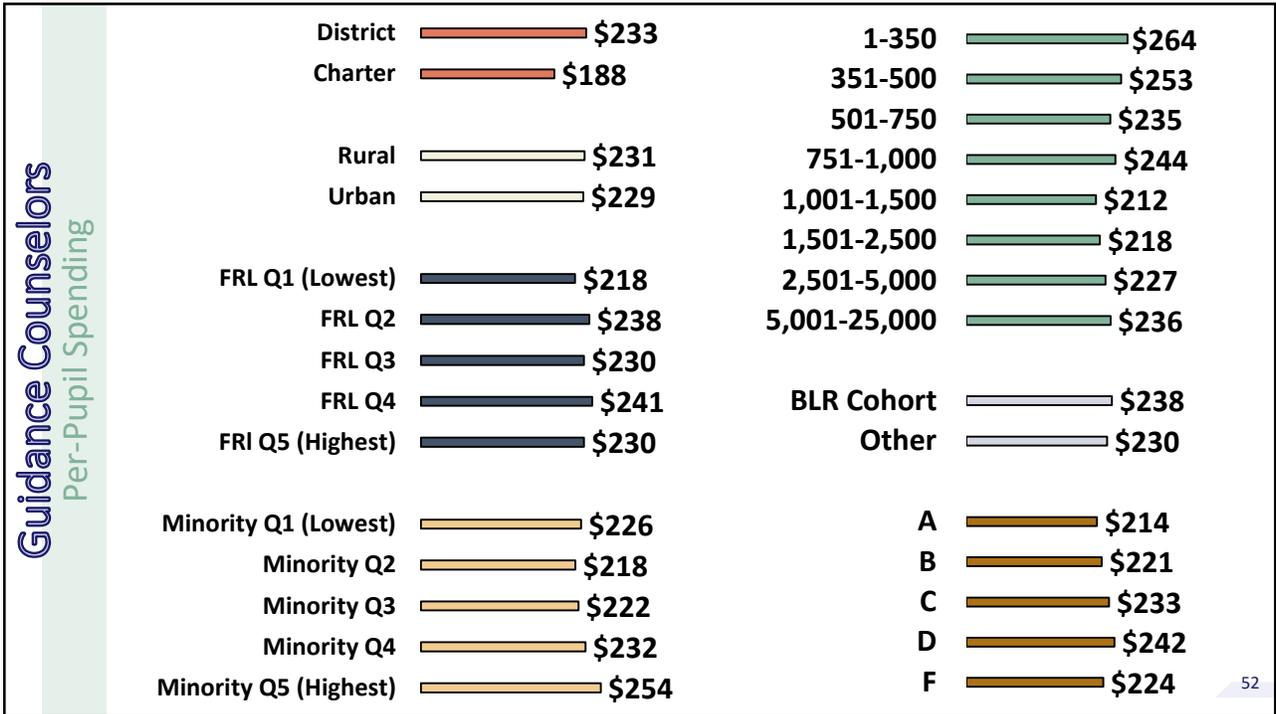 Guidance Counselors
Per-Pupil Spending
District $233
Charter $188
Rural $231
Urban $229
FRL Q1 (Lowest) $218
FRL Q2 $238
FRL Q3 $230
FRL Q4 $241
FRl Q5 (Highest) $230
Minority Q1 (Lowest) $226
Minority Q2 $218
Minority Q3 $222
Minority Q4 $232
Minority Q5 (Highest) $254
1-350 $264
351-500 $253
501-750 $235
751-1,000 $244
1,001-1,500 $212
1,501-2,500 $218
2,501-5,000 $227
5,001-25,000 $236
BLR Cohort $238
Other $230
A $214
B $221
C $233
D $242
F $224
52